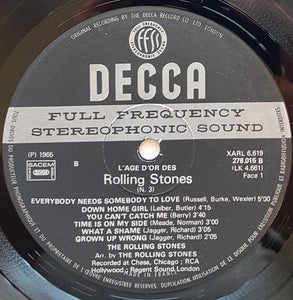 ORIGINAL RECORDING BY THE DECCA RECORD CO LTD LONDON
ffss
DECCA
FULL FREQUENCY
STEREOPHONIC SOUND
(P) 1965
B
SACEM
XARL 6.619
278.015 B
(LK 4.661)
Face 1
L'AGE D'OR DES
Rolling Stones
(N. 3)
EVERYBODY NEEDS SOMEBODY TO LOVE (Russell, Burke, Wexler) 5'00
DOWN HOME GIRL (Leiber, Butler) 4'16
YOU CAN'T CATCH ME (Berry) 3'40
TIME IS ON MY SIDE (Meade, Norman) 3'00
WHAT A SHAME (Jagger, Richard) 3'05
GROWN UP WRONG (Jagger, Richard) 2'05
THE ROLLING STONES
Arr. by THE ROLLING STONES
Recorded at Chess, Chicago ; RCA
Hollywood ; Regent Sound London
MADE IN FRANCE